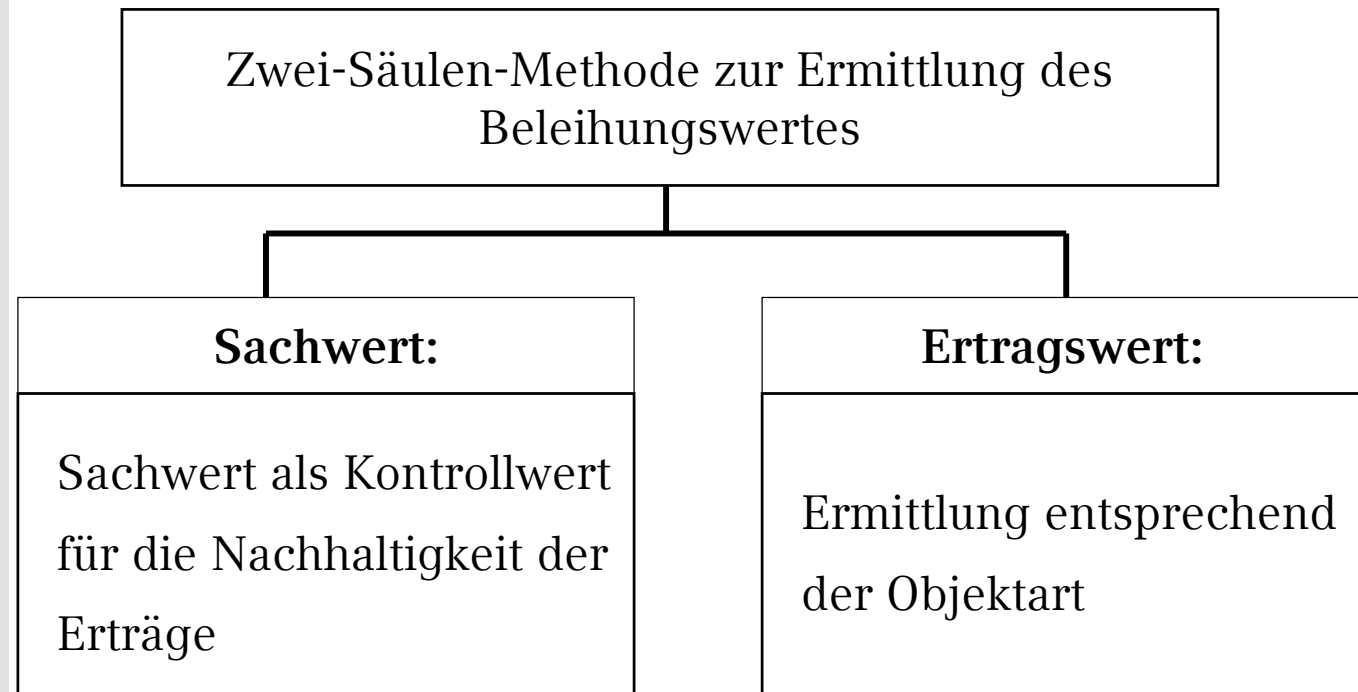 Zwei-Säulen-Methode zur Ermittlung des
Beleihungswertes
Sachwert:
Sachwert als Kontrollwert
für die Nachhaltigkeit der
Erträge
Ertragswert:
Ermittlung entsprechend
der Objektart